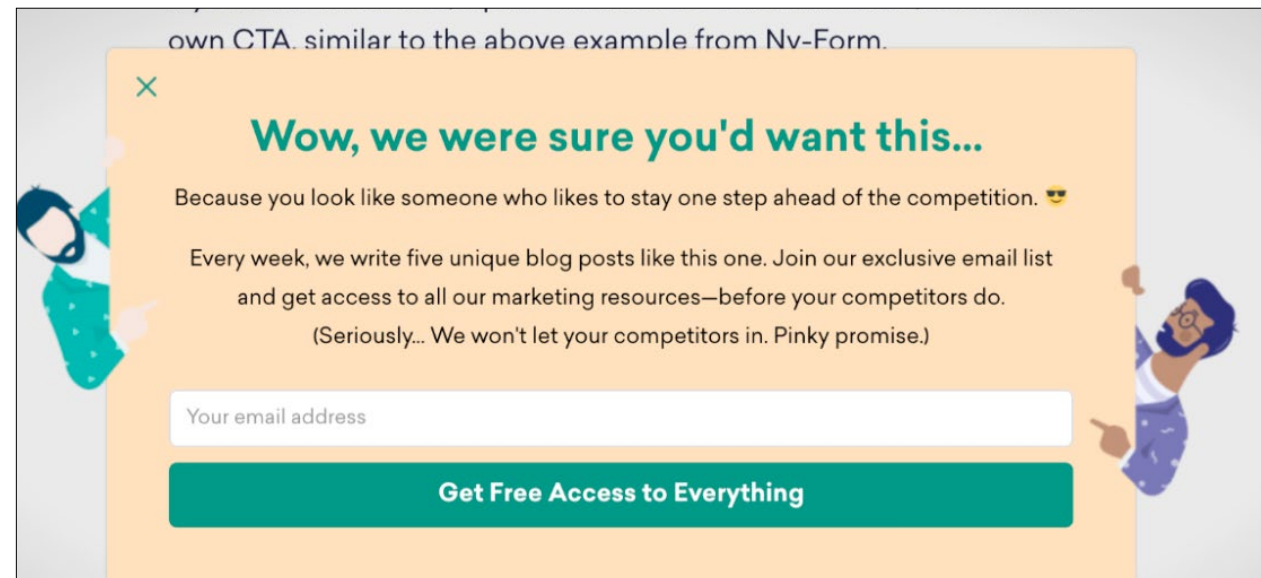 own CTA, similar to the above example from Ny-Form.
Wow, we were sure you'd want this...
Because you look like someone who likes to stay one step ahead of the competition. 😎
Every week, we write five unique blog posts like this one. Join our exclusive email list
and get access to all our marketing resources—before your competitors do.
(Seriously... We won't let your competitors in. Pinky promise.)
Your email address
Get Free Access to Everything